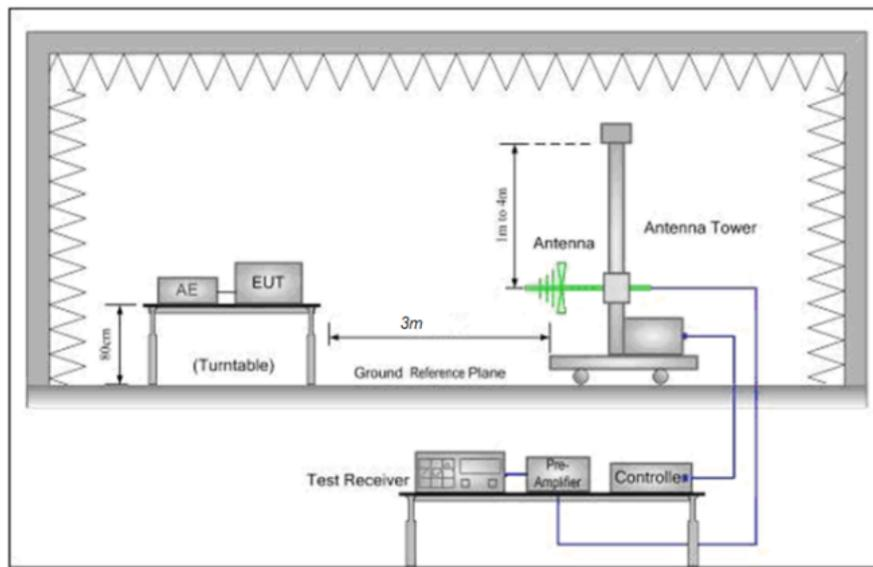 1m to 4m
Antenna Tower
Antenna
AE
EUT
3m
80cm
(Turntable)
Ground Reference Plane
Test Receiver
Pre-
Amplifier
Controller